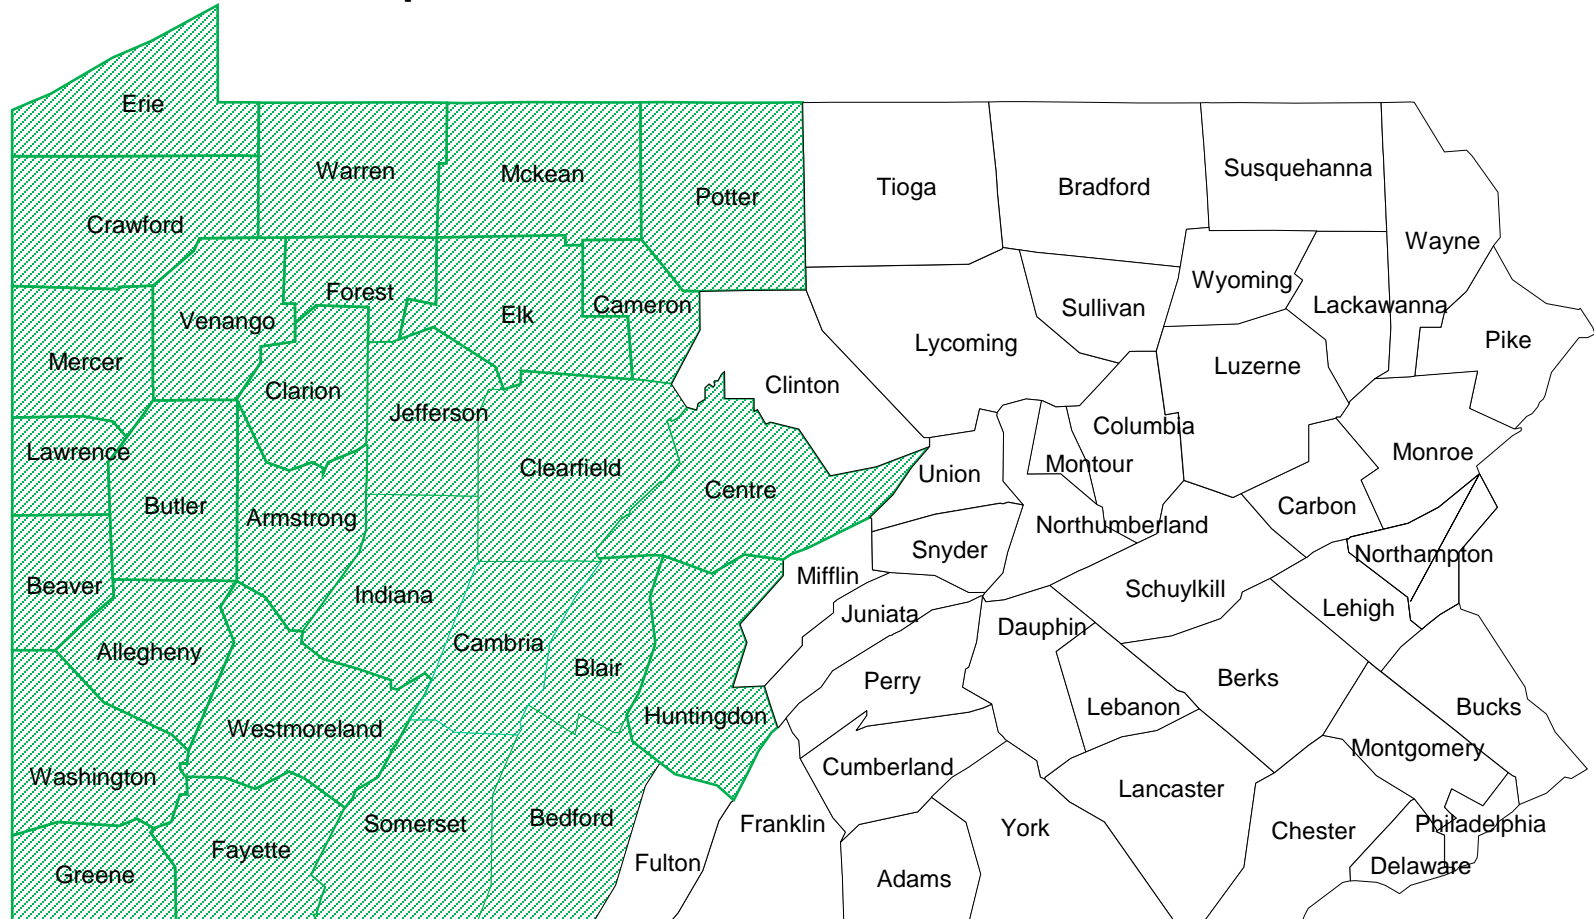 Erie
Warren
Mckean
Potter
Tioga
Bradford
Susquehanna
Wayne
Crawford
Forest
Venango
Elk
Cameron
Sullivan
Wyoming
Lackawanna
Pike
Mercer
Clarion
Jefferson
Clinton
Lycoming
Luzerne
Columbia
Monroe
Lawrence
Butler
Armstrong
Clearfield
Centre
Union
Montour
Northumberland
Carbon
Northampton
Snyder
Beaver
Indiana
Mifflin
Juniata
Schuylkill
Lehigh
Allegheny
Cambria
Blair
Dauphin
Perry
Lebanon
Berks
Bucks
Westmoreland
Huntingdon
Montgomery
Washington
Cumberland
Lancaster
Somerset
Bedford
Franklin
York
Chester
Philadelphia
Fayette
Fulton
Adams
Delaware
Greene